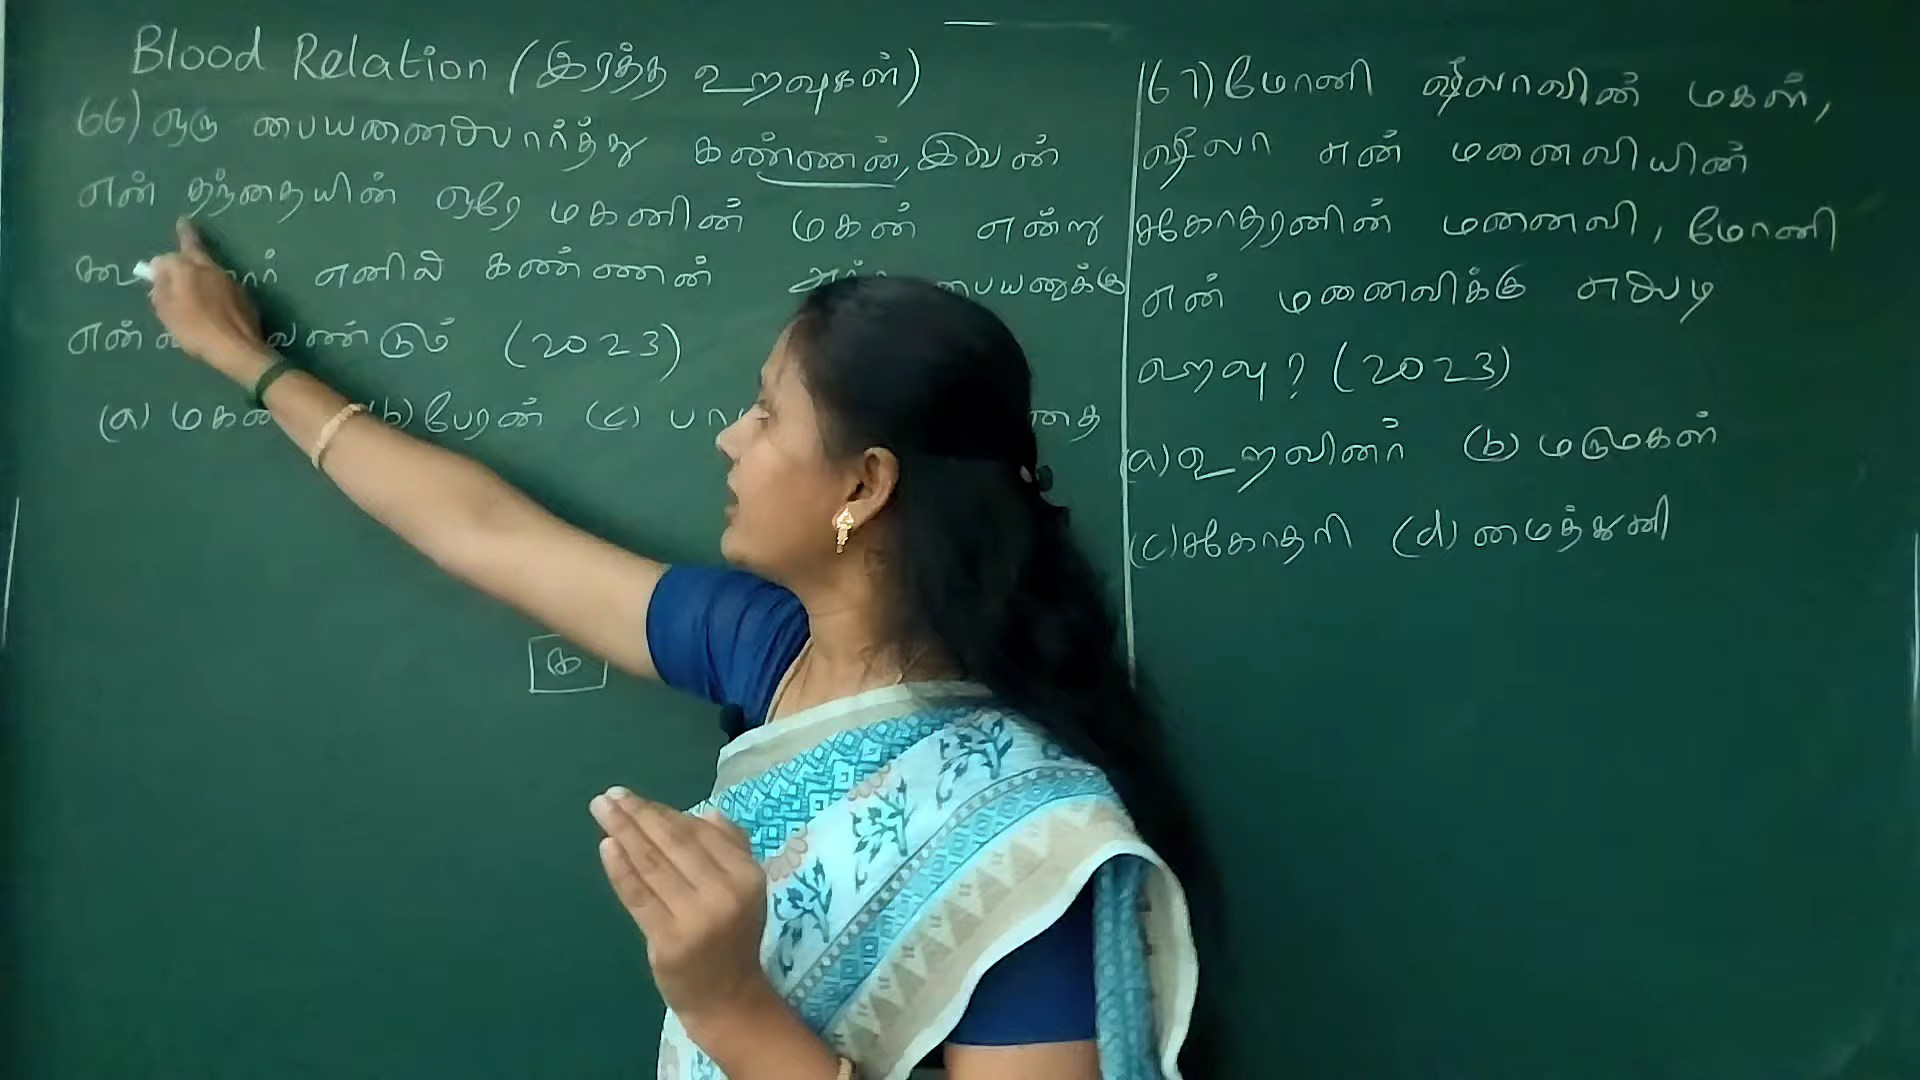 Blood Relation (இரத்த உறவுகள்)
66) ஒரு பையனைப்பார்த்து கண்ணன், இவன்
என் தந்தையின் ஒரே மகனின் மகன் என்று
எனில் கண்ணன் பையனுக்கு
(2023)
(a) (b) பேரன் (c)
க
67) மோனி ஷீலாவின் மகள்,
ஷீலா என் மனைவியின்
சகோதரனின் மனைவி, மோனி
என் மனைவிக்கு எப்படி
உறவு? (2023)
(a) உறவினர் (b) மருமகள்
(c) சகோதரி (d) மைத்துனி